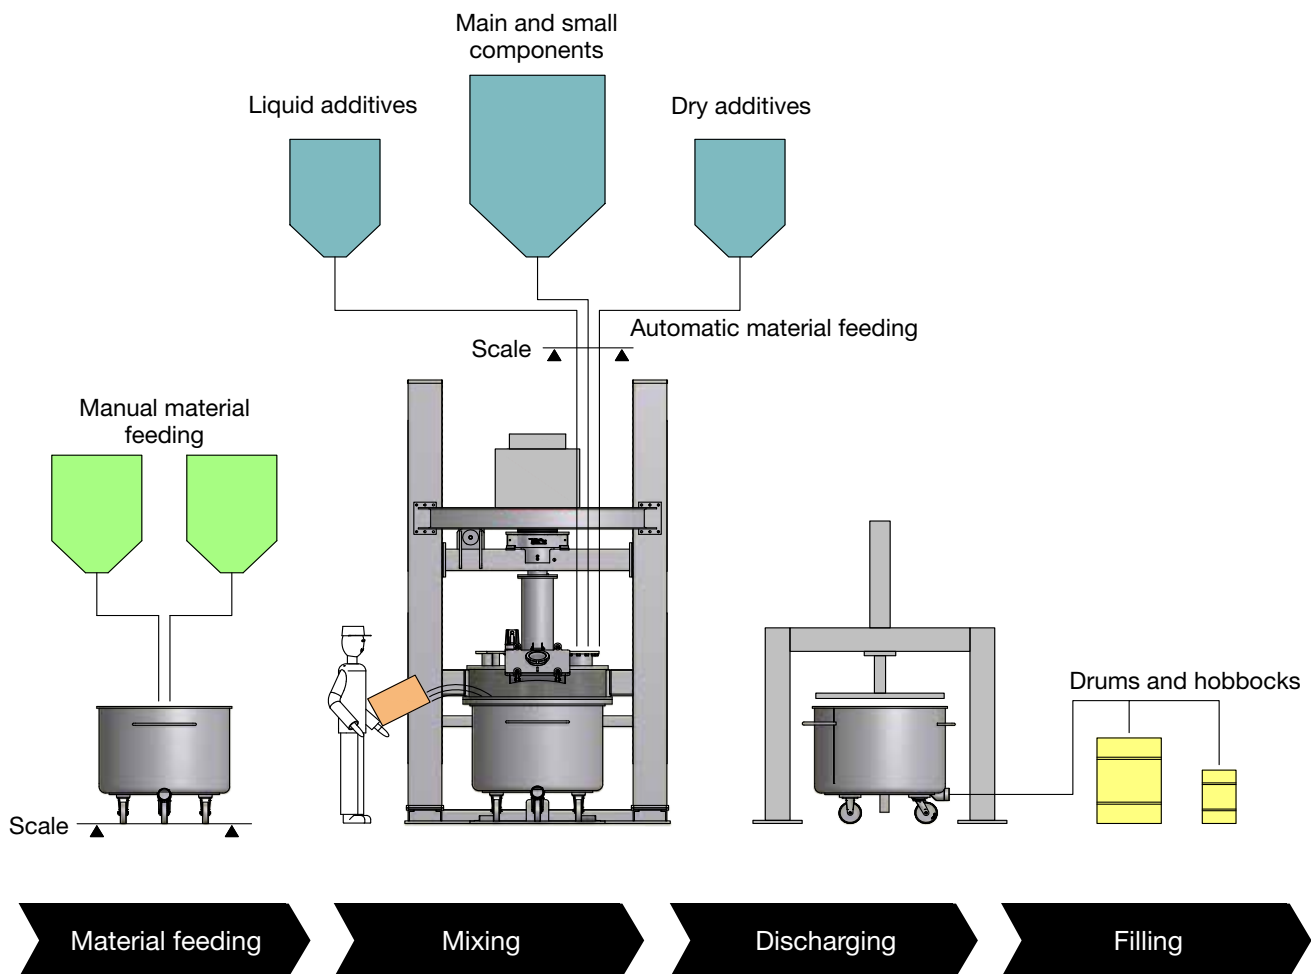 Main and small
components
Liquid additives
Dry additives
Automatic material feeding
Scale
Manual material
feeding
Drums and hobbocks
Scale
Material feeding
Mixing
Discharging
Filling